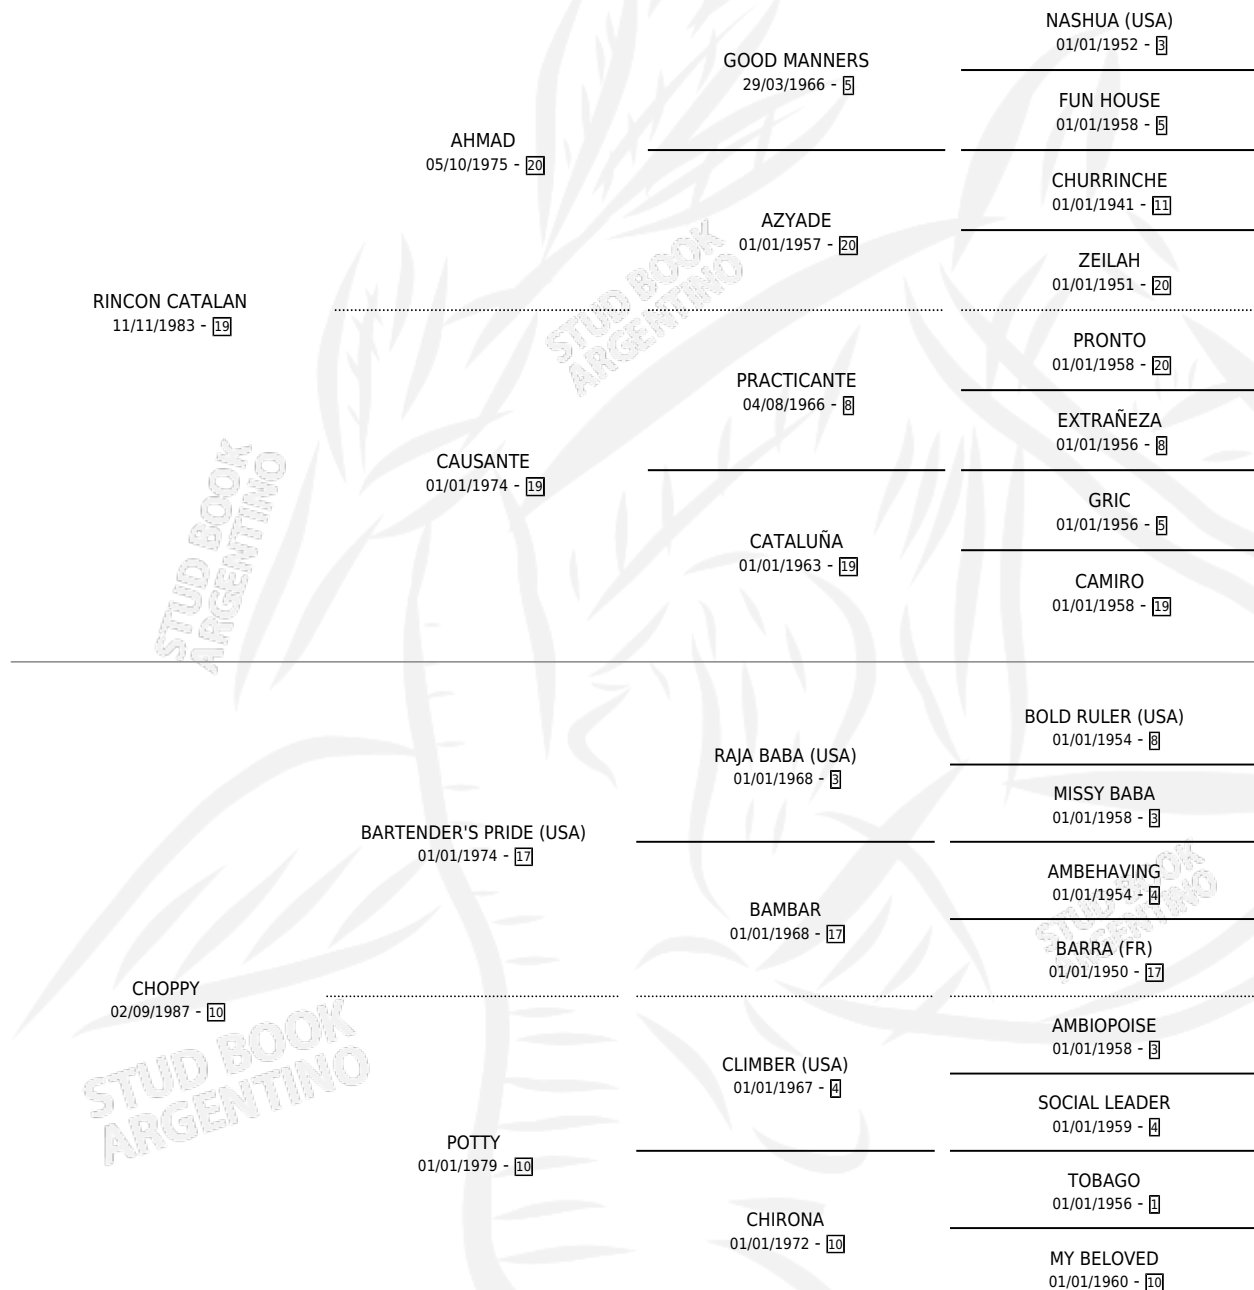 NASHUA (USA)
01/01/1952 - 3
GOOD MANNERS
29/03/1966 - 5
FUN HOUSE
01/01/1958 - 5
AHMAD
05/10/1975 - 20
CHURRINCHE
01/01/1941 - 11
AZYADE
01/01/1957 - 20
ZEILAH
01/01/1951 - 20
RINCON CATALAN
11/11/1983 - 19
PRONTO
01/01/1958 - 20
PRACTICANTE
04/08/1966 - 8
EXTRAÑEZA
01/01/1956 - 8
CAUSANTE
01/01/1974 - 19
GRIC
01/01/1956 - 5
CATALUÑA
01/01/1963 - 19
CAMIRO
01/01/1958 - 19
BOLD RULER (USA)
01/01/1954 - 8
RAJA BABA (USA)
01/01/1968 - 3
MISSY BABA
01/01/1958 - 3
BARTENDER'S PRIDE (USA)
01/01/1974 - 17
AMBEHAVING
01/01/1954 - 4
BAMBAR
01/01/1968 - 17
BARRA (FR)
01/01/1950 - 17
CHOPPY
02/09/1987 - 10
AMBIOPOISE
01/01/1958 - 3
CLIMBER (USA)
01/01/1967 - 4
SOCIAL LEADER
01/01/1959 - 4
POTTY
01/01/1979 - 10
TOBAGO
01/01/1956 - 1
CHIRONA
01/01/1972 - 10
MY BELOVED
01/01/1960 - 10
STUD BOOK
ARGENTINO
STUD BOOK
ARGENTINO
STUD BOOK
ARGENTINO
STUD BOOK
ARGENTINO